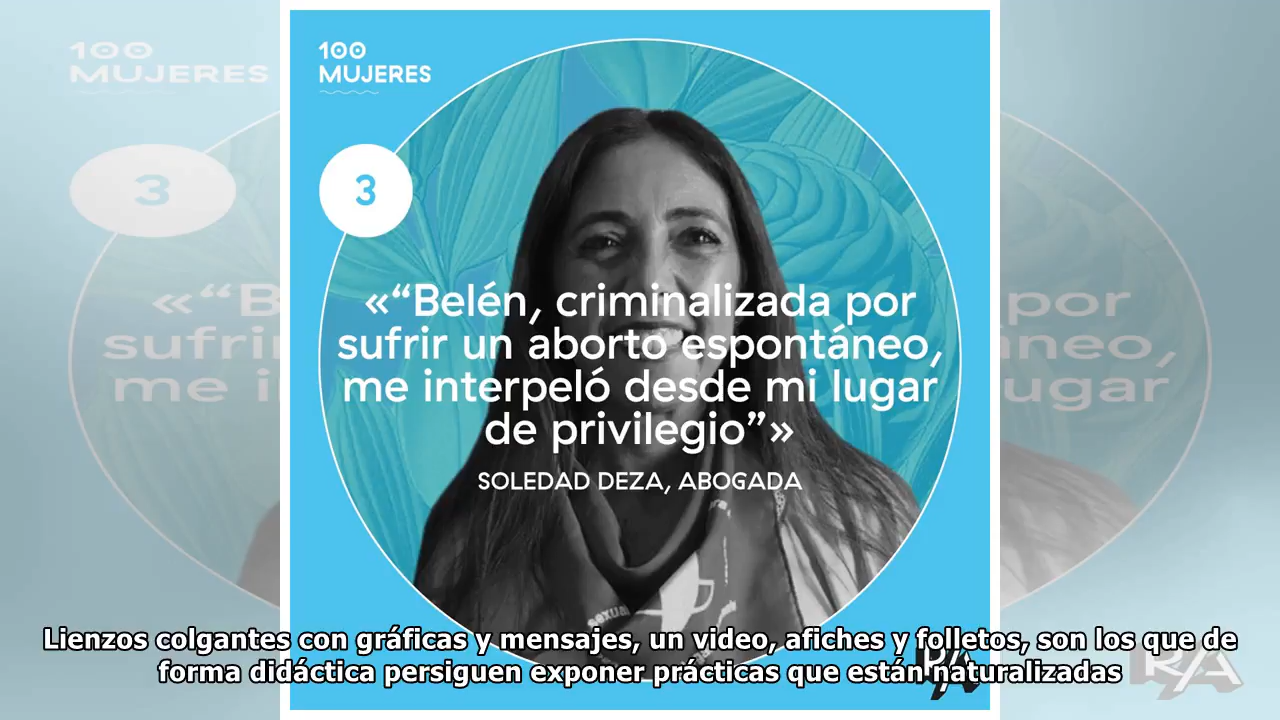 100
MUJERES
3
«“Belén, criminalizada por
sufrir un aborto espontáneo,
me interpeló desde mi lugar
de privilegio”»
SOLEDAD DEZA, ABOGADA
sexual
Lienzos colgantes con gráficas y mensajes, un video, afiches y folletos, son los que de
forma didáctica persiguen exponer prácticas que están naturalizadas
RA